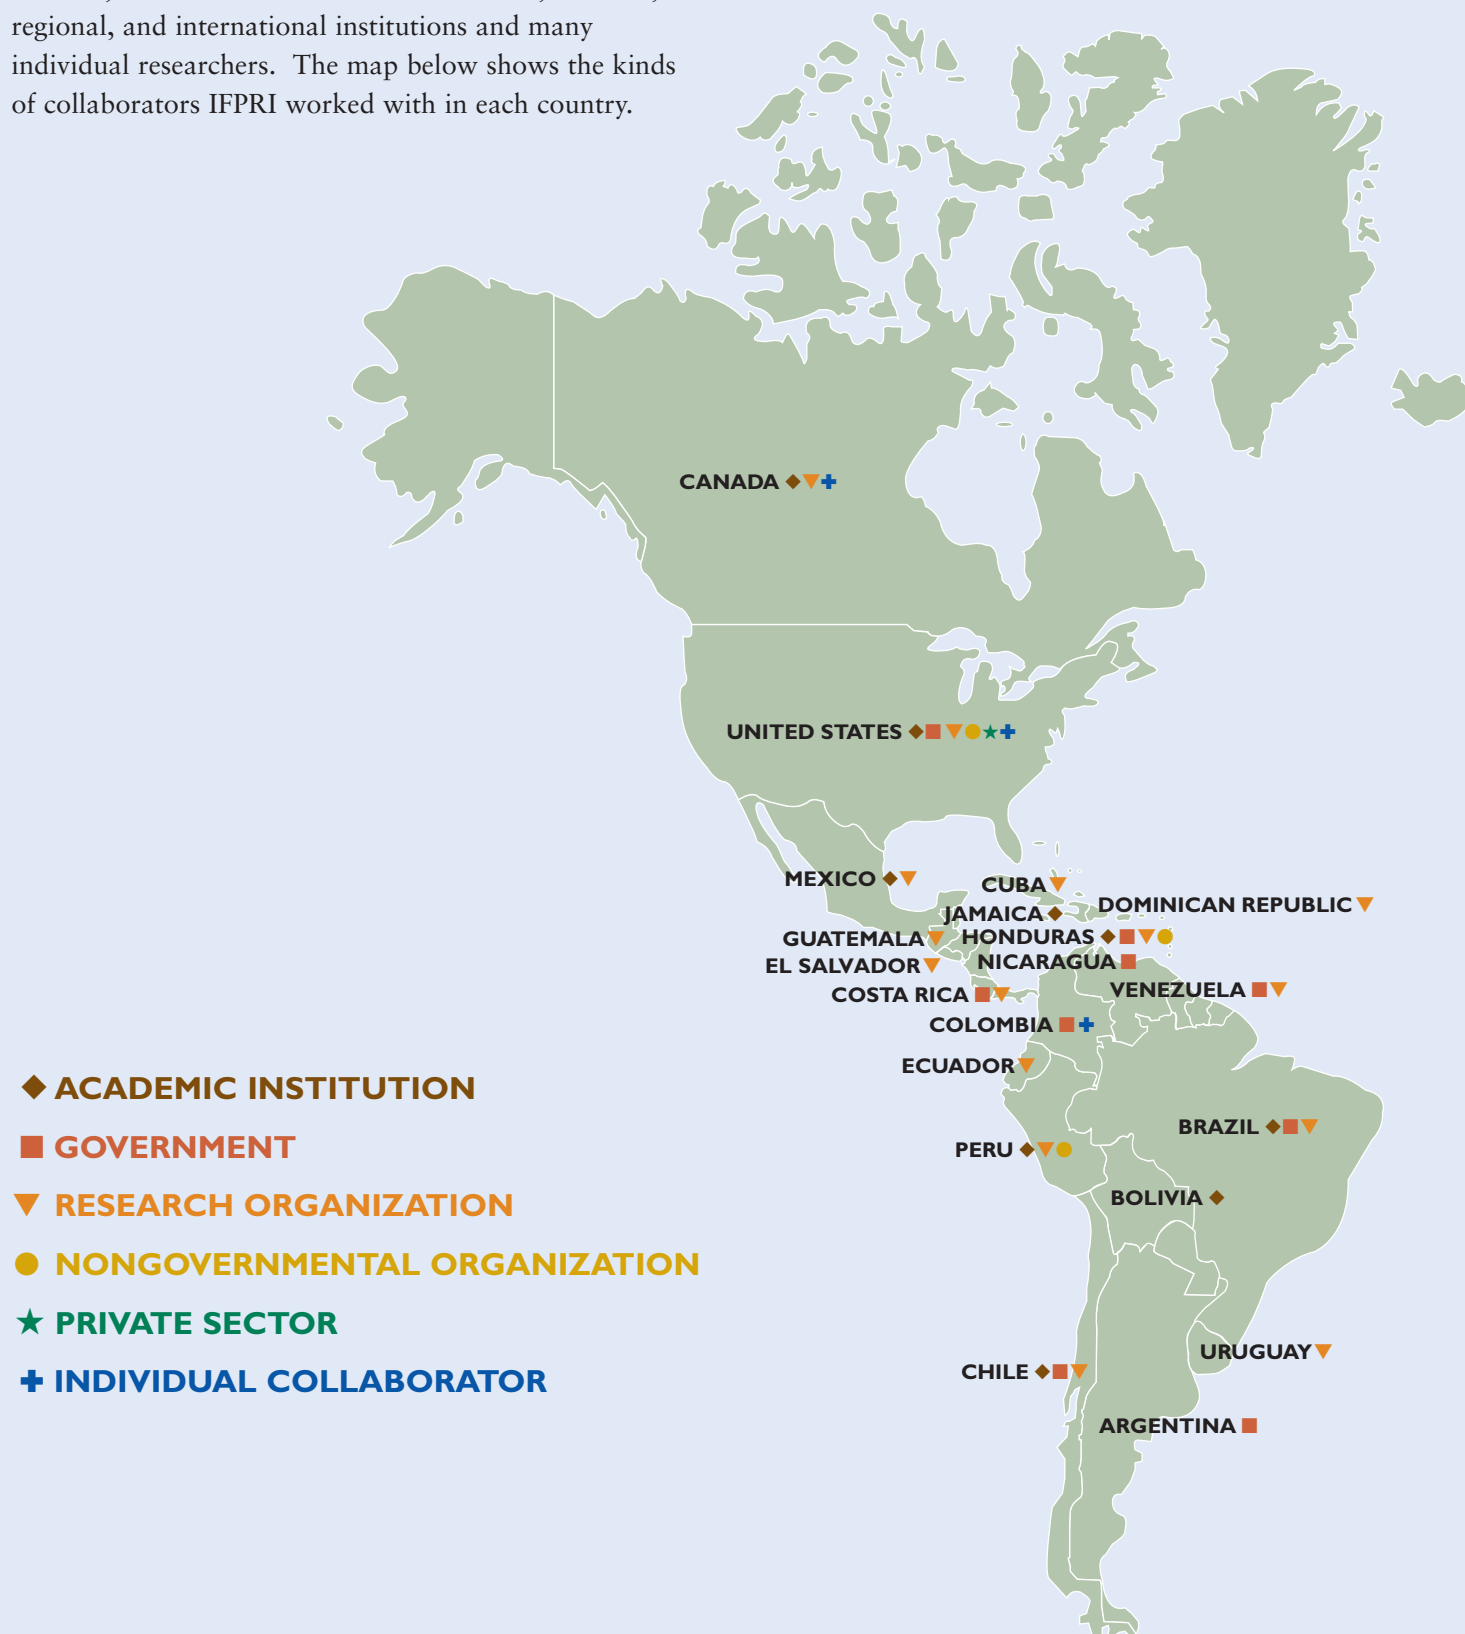 regional, and international institutions and many
individual researchers. The map below shows the kinds
of collaborators IFPRI worked with in each country.
CANADA
UNITED STATES
MEXICO
CUBA
DOMINICAN REPUBLIC
JAMAICA
GUATEMALA
HONDURAS
EL SALVADOR
NICARAGUA
COSTA RICA
VENEZUELA
COLOMBIA
ECUADOR
ACADEMIC INSTITUTION
GOVERNMENT
RESEARCH ORGANIZATION
NONGOVERNMENTAL ORGANIZATION
PRIVATE SECTOR
INDIVIDUAL COLLABORATOR
BRAZIL
PERU
BOLIVIA
URUGUAY
CHILE
ARGENTINA